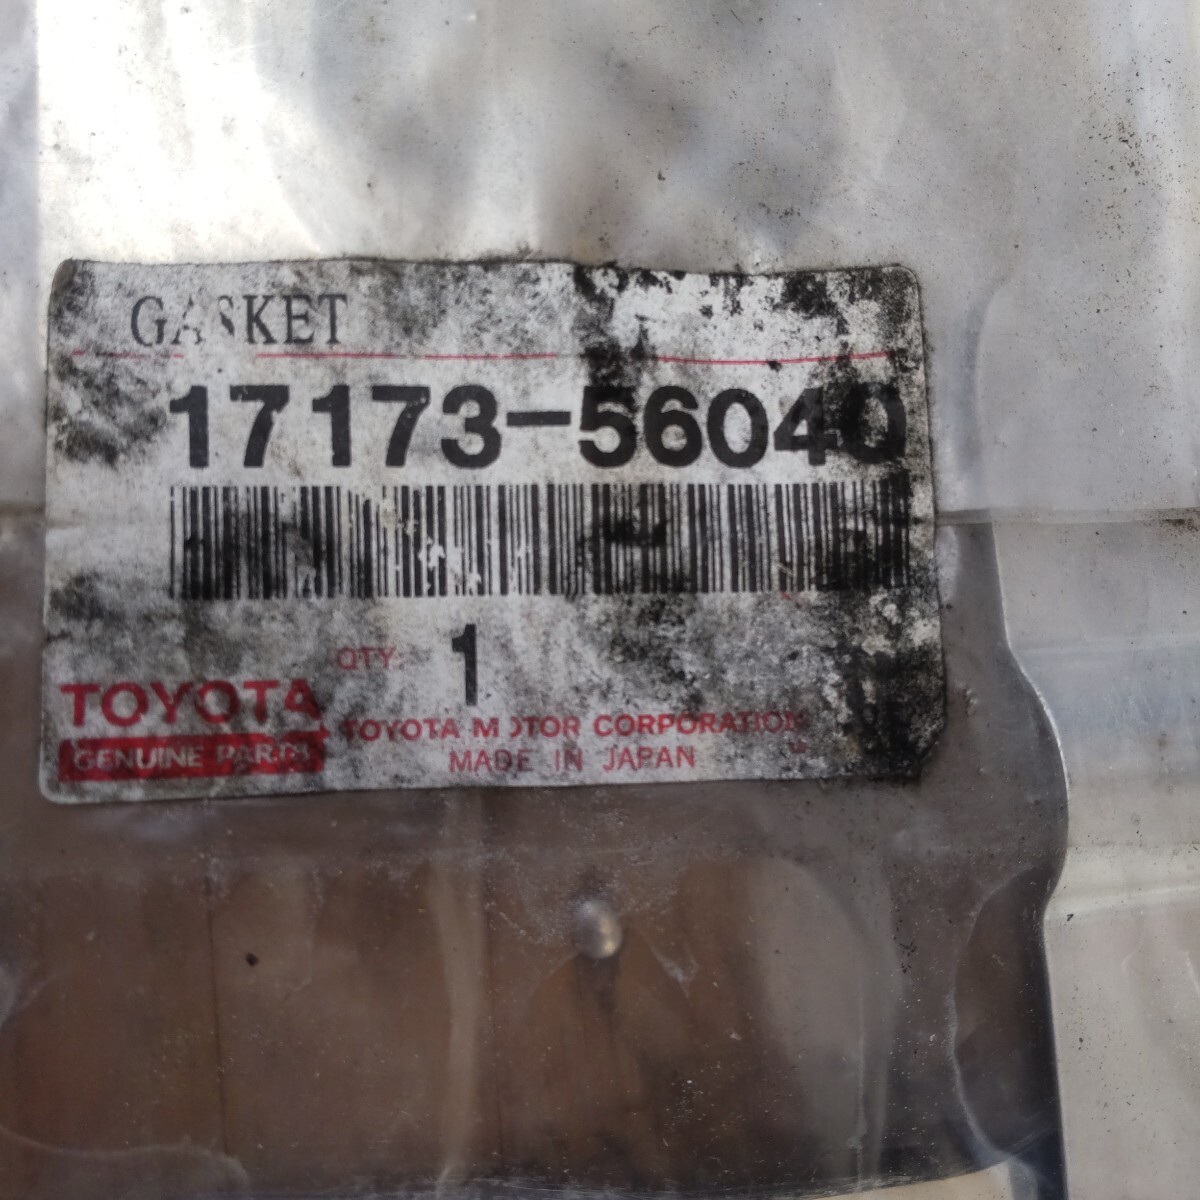 GASKET
17173-56040
QTY: 1
TOYOTA
GENUINE PARTS
TOYOTA MOTOR CORPORATION
MADE IN JAPAN